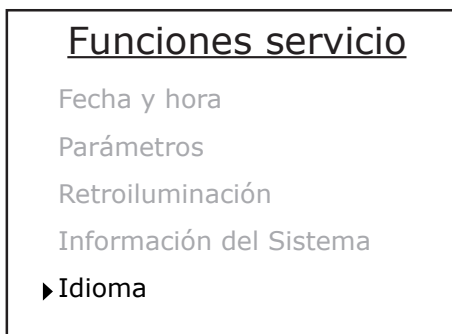 Funciones servicio
Fecha y hora
Parámetros
Retroiluminación
Información del Sistema
Idioma